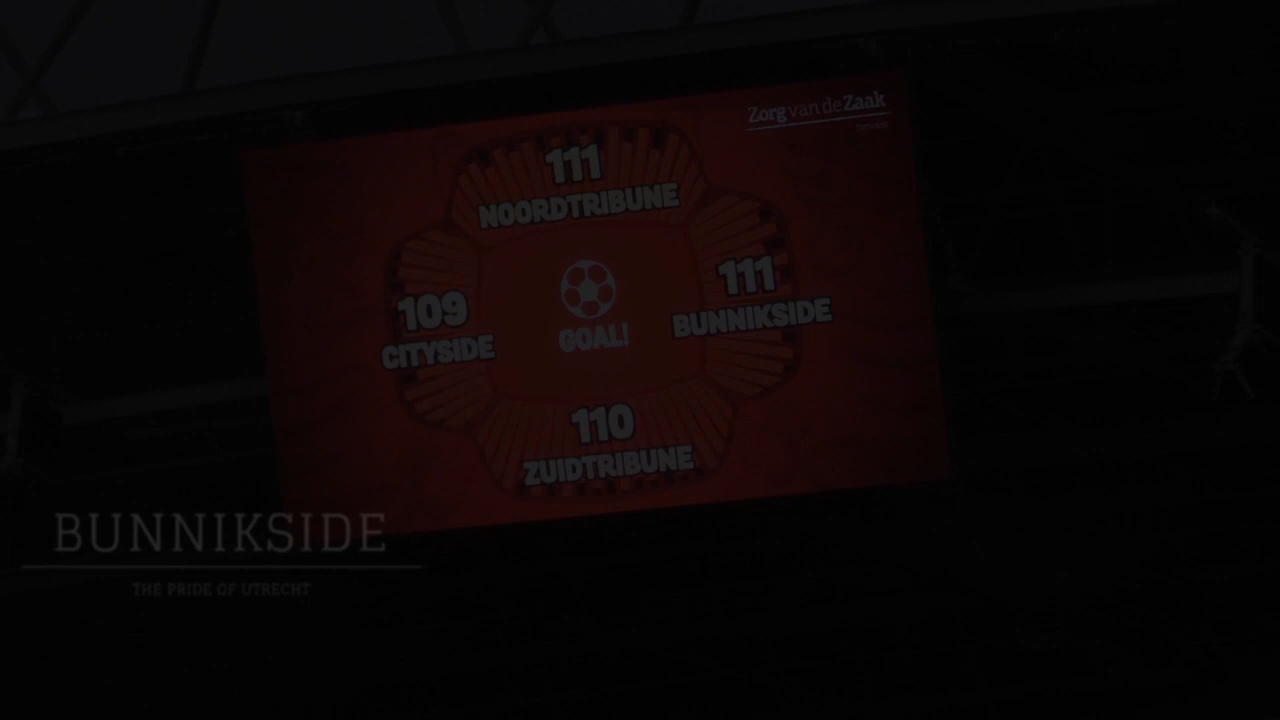 Zorg van de Zaak
111
NOORDTRIBUNE
109
CITYSIDE
GOAL!
111
BUNNIKSIDE
110
ZUIDTRIBUNE
BUNNIKSIDE
THE PRIDE OF UTRECHT